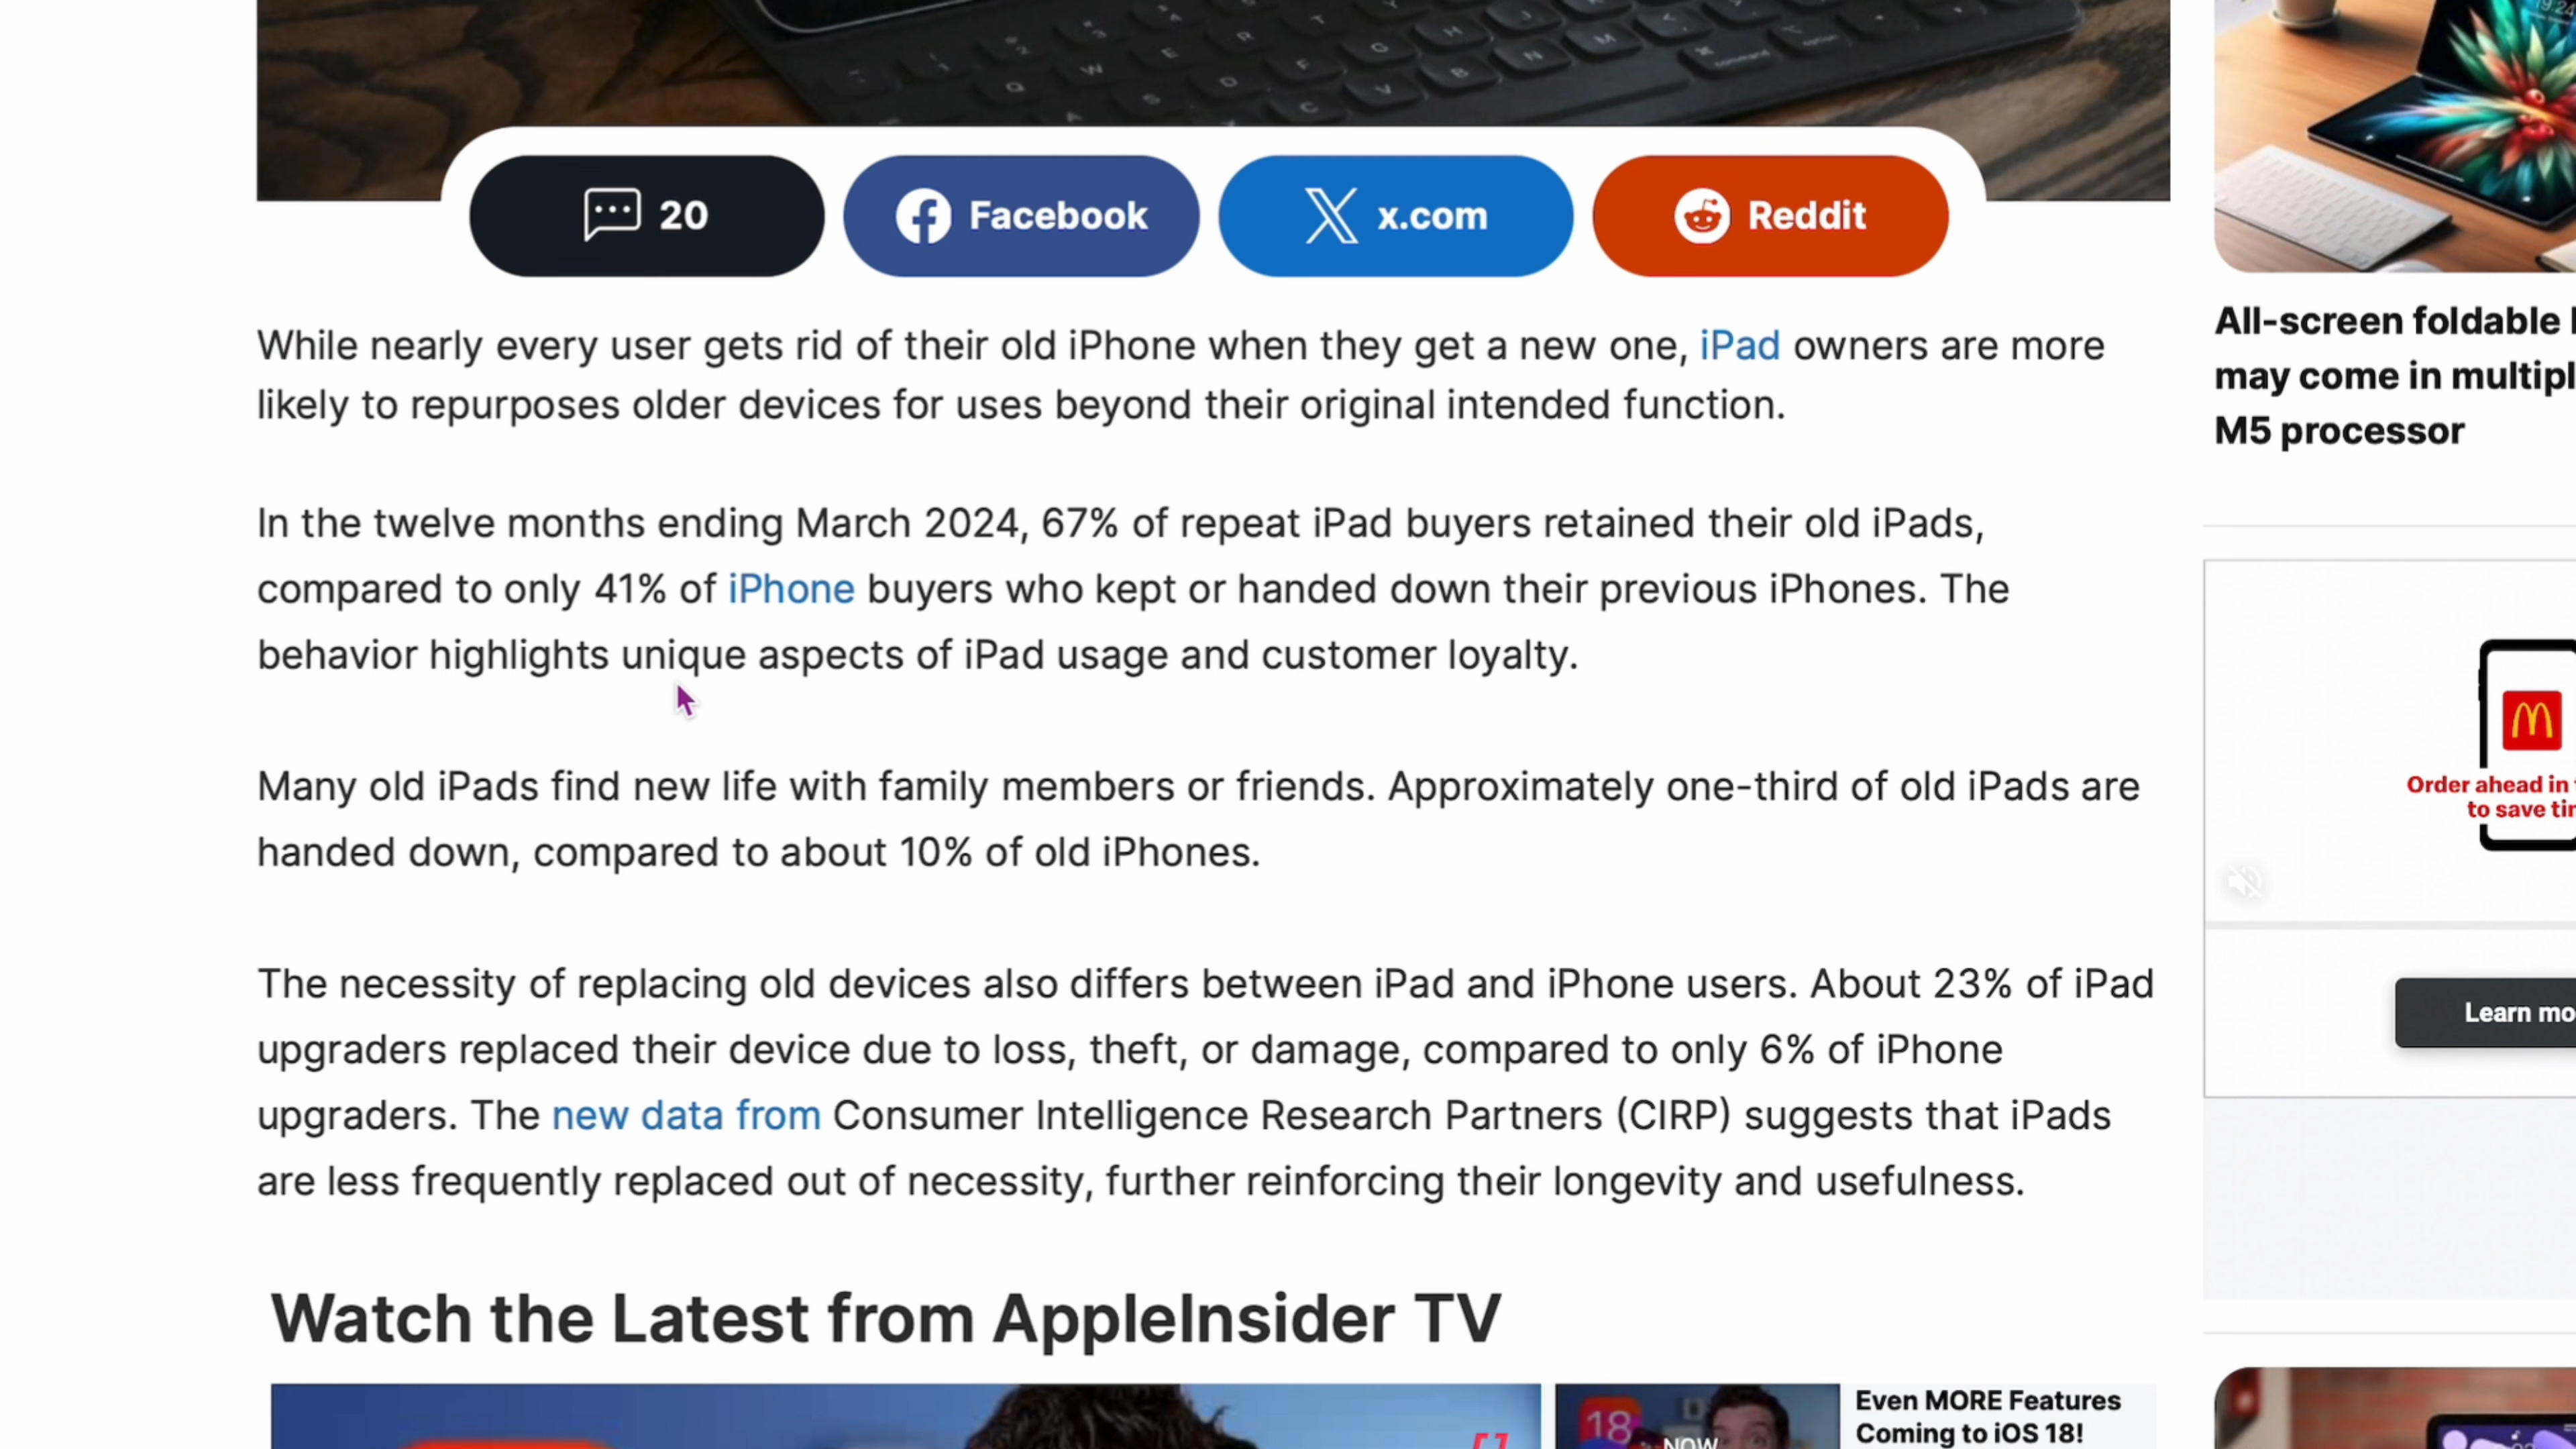 20
Facebook
x.com
Reddit
While nearly every user gets rid of their old iPhone when they get a new one, iPad owners are more
likely to repurposes older devices for uses beyond their original intended function.
In the twelve months ending March 2024, 67% of repeat iPad buyers retained their old iPads,
compared to only 41% of iPhone buyers who kept or handed down their previous iPhones. The
behavior highlights unique aspects of iPad usage and customer loyalty.
Many old iPads find new life with family members or friends. Approximately one-third of old iPads are
handed down, compared to about 10% of old iPhones.
The necessity of replacing old devices also differs between iPad and iPhone users. About 23% of iPad
upgraders replaced their device due to loss, theft, or damage, compared to only 6% of iPhone
upgraders. The new data from Consumer Intelligence Research Partners (CIRP) suggests that iPads
are less frequently replaced out of necessity, further reinforcing their longevity and usefulness.
Watch the Latest from AppleInsider TV
18
NOW
Even MORE Features
Coming to iOS 18!
19:24
All-screen foldable
may come in
M5 processor
Order ahead in
to save
Learn